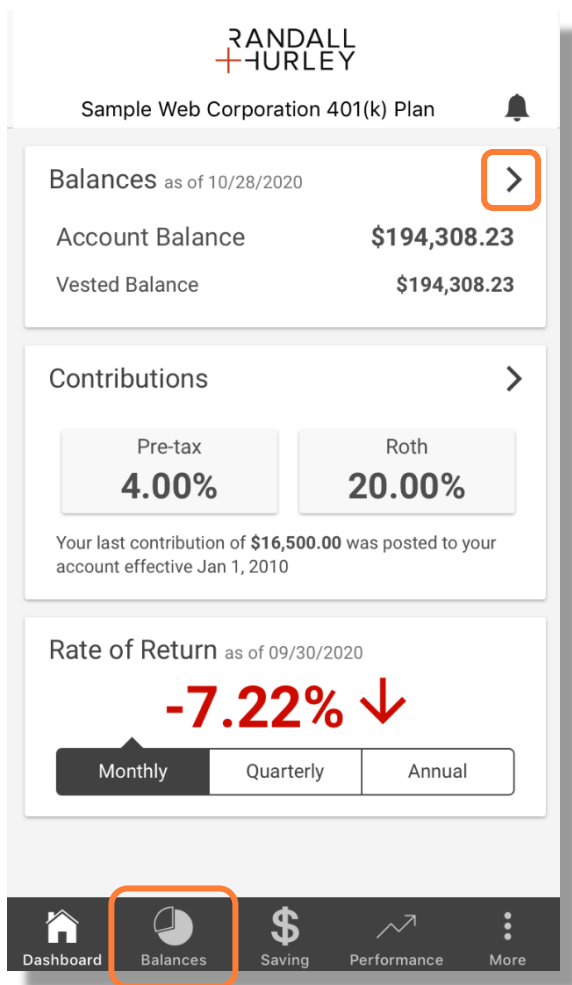 RANDALL
HURLEY
Sample Web Corporation 401(k) Plan
Balances as of 10/28/2020
Account Balance $194,308.23
Vested Balance $194,308.23
Contributions
Pre-tax Roth
4.00% 20.00%
Your last contribution of $16,500.00 was posted to your
account effective Jan 1, 2010
Rate of Return as of 09/30/2020
-7.22%
Monthly Quarterly Annual
Dashboard Balances Saving Performance More